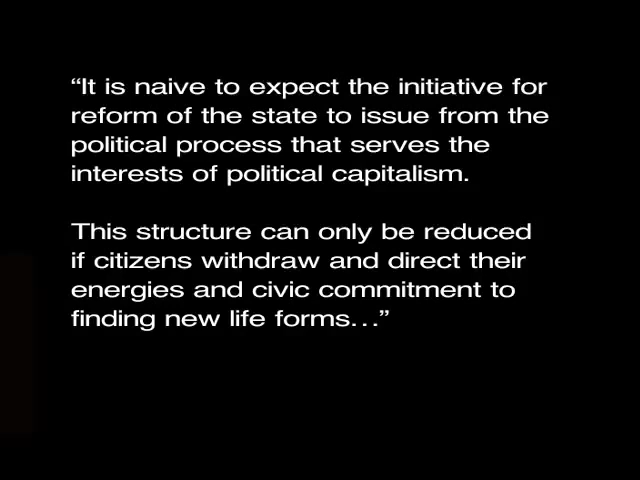 “It is naive to expect the initiative for
reform of the state to issue from the
political process that serves the
interests of political capitalism.
This structure can only be reduced
if citizens withdraw and direct their
energies and civic commitment to
finding new life forms…”